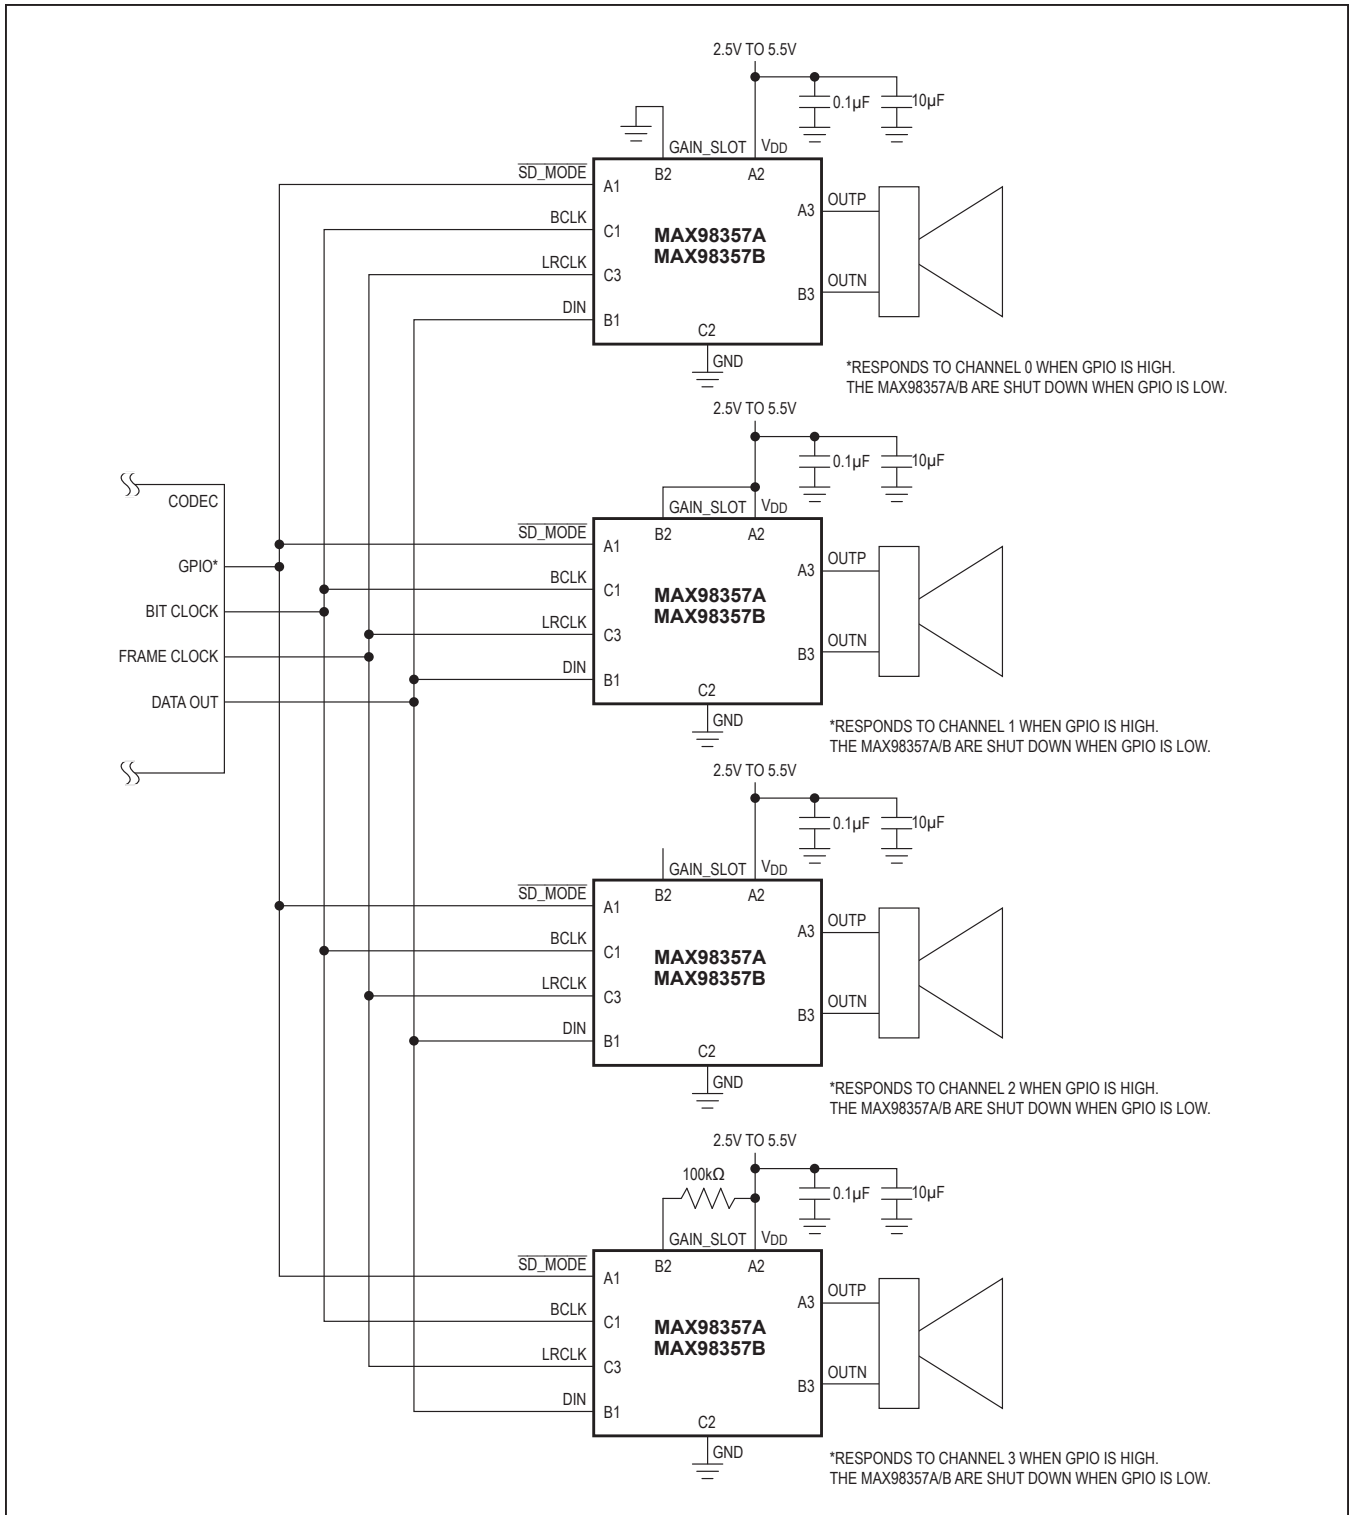 2.5V TO 5.5V
0.1µF
10µF
GAIN_SLOT
VDD
SD_MODE
A1
B2
A2
BCLK
C1
A3
OUTP
MAX98357A
MAX98357B
LRCLK
C3
B3
OUTN
DIN
B1
C2
GND
*RESPONDS TO CHANNEL 0 WHEN GPIO IS HIGH.
THE MAX98357A/B ARE SHUT DOWN WHEN GPIO IS LOW.
CODEC
GPIO*
BIT CLOCK
FRAME CLOCK
DATA OUT
2.5V TO 5.5V
0.1µF
10µF
GAIN_SLOT
VDD
SD_MODE
A1
B2
A2
BCLK
C1
A3
OUTP
MAX98357A
MAX98357B
LRCLK
C3
B3
OUTN
DIN
B1
C2
GND
*RESPONDS TO CHANNEL 1 WHEN GPIO IS HIGH.
THE MAX98357A/B ARE SHUT DOWN WHEN GPIO IS LOW.
2.5V TO 5.5V
0.1µF
10µF
GAIN_SLOT
VDD
SD_MODE
A1
B2
A2
BCLK
C1
A3
OUTP
MAX98357A
MAX98357B
LRCLK
C3
B3
OUTN
DIN
B1
C2
GND
*RESPONDS TO CHANNEL 2 WHEN GPIO IS HIGH.
THE MAX98357A/B ARE SHUT DOWN WHEN GPIO IS LOW.
2.5V TO 5.5V
100kΩ
0.1µF
10µF
GAIN_SLOT
VDD
SD_MODE
A1
B2
A2
BCLK
C1
A3
OUTP
MAX98357A
MAX98357B
LRCLK
C3
B3
OUTN
DIN
B1
C2
GND
*RESPONDS TO CHANNEL 3 WHEN GPIO IS HIGH.
THE MAX98357A/B ARE SHUT DOWN WHEN GPIO IS LOW.